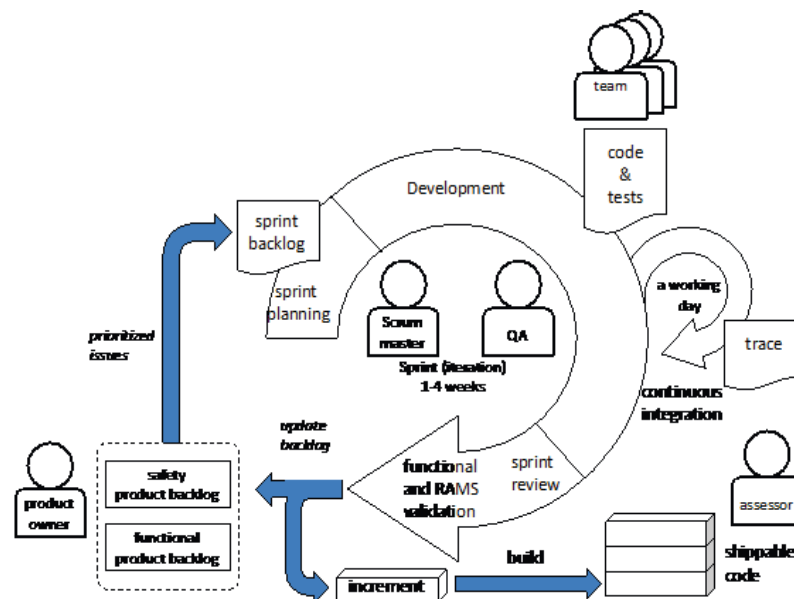 team
code
&
tests
Development
sprint
backlog
sprint
planning
a working
day
Scrum
master
QA
trace
prioritized
issues
Sprint (iteration)
1-4 weeks
continuous
integration
update
backlog
functional
and RAMS
validation
sprint
review
safety
product backlog
product
owner
functional
product backlog
assessor
build
shippable
code
increment